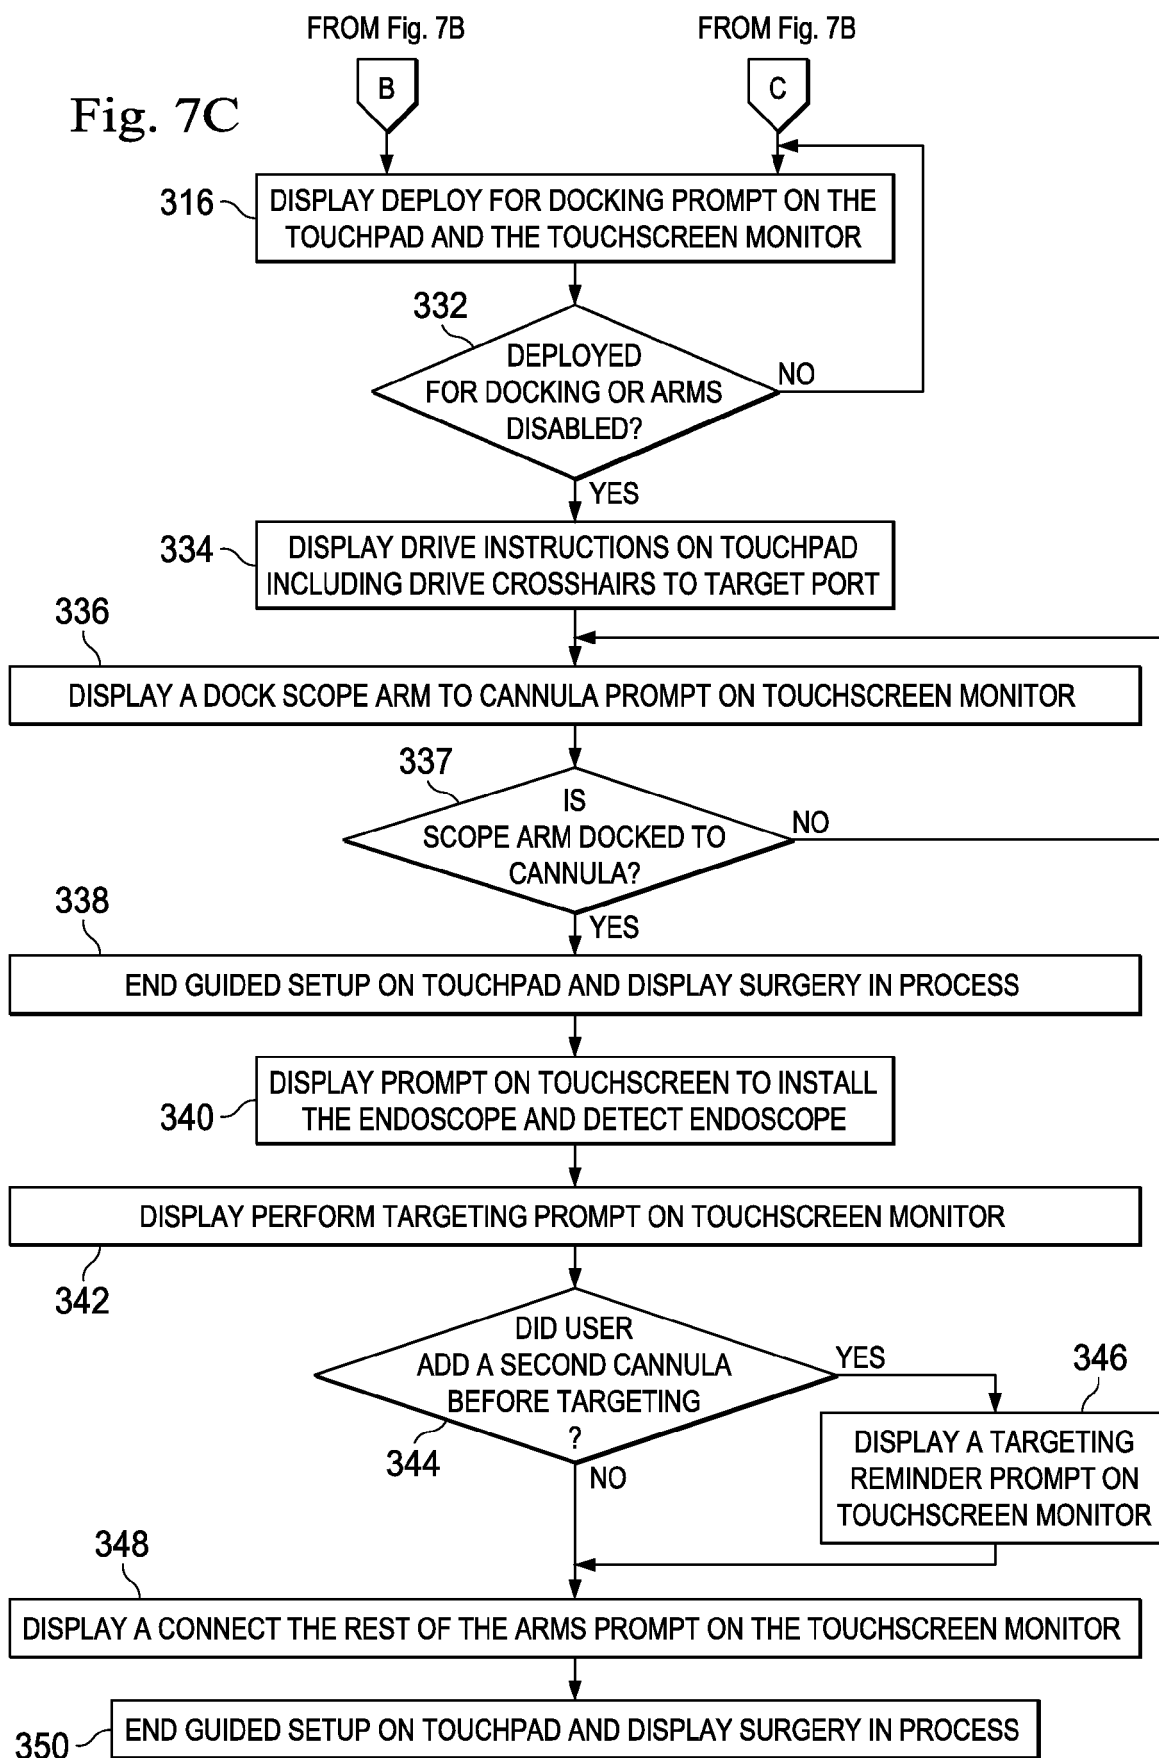 FROM Fig. 7B
FROM Fig. 7B
B
C
Fig. 7C
316
DISPLAY DEPLOY FOR DOCKING PROMPT ON THE
TOUCHPAD AND THE TOUCHSCREEN MONITOR
332
DEPLOYED
FOR DOCKING OR ARMS
DISABLED?
NO
YES
334
DISPLAY DRIVE INSTRUCTIONS ON TOUCHPAD
INCLUDING DRIVE CROSSHAIRS TO TARGET PORT
336
DISPLAY A DOCK SCOPE ARM TO CANNULA PROMPT ON TOUCHSCREEN MONITOR
337
IS
SCOPE ARM DOCKED TO
CANNULA?
NO
YES
338
END GUIDED SETUP ON TOUCHPAD AND DISPLAY SURGERY IN PROCESS
340
DISPLAY PROMPT ON TOUCHSCREEN TO INSTALL
THE ENDOSCOPE AND DETECT ENDOSCOPE
DISPLAY PERFORM TARGETING PROMPT ON TOUCHSCREEN MONITOR
342
DID USER
ADD A SECOND CANNULA
BEFORE TARGETING
?
344
YES
NO
346
DISPLAY A TARGETING
REMINDER PROMPT ON
TOUCHSCREEN MONITOR
348
DISPLAY A CONNECT THE REST OF THE ARMS PROMPT ON THE TOUCHSCREEN MONITOR
350
END GUIDED SETUP ON TOUCHPAD AND DISPLAY SURGERY IN PROCESS